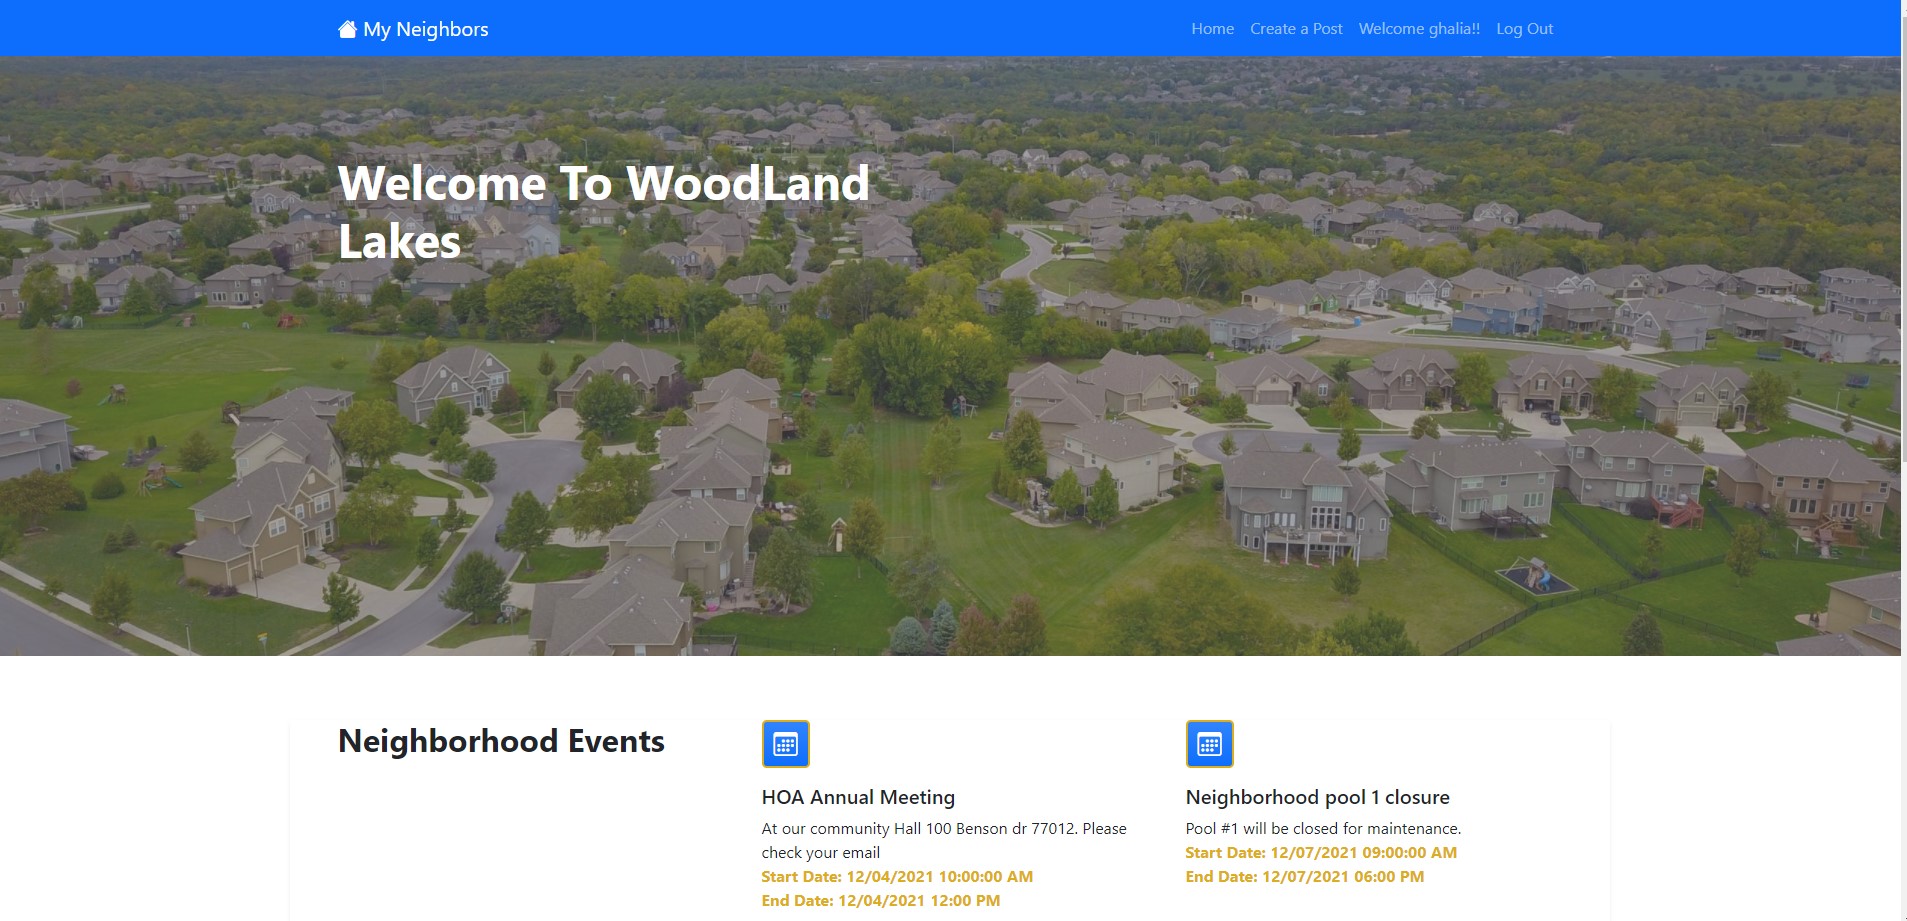 My Neighbors
Home Create a Post Welcome ghalia!! Log Out
Welcome To WoodLand
Lakes
Neighborhood Events
HOA Annual Meeting
At our community Hall 100 Benson dr 77012. Please
check your email
Start Date: 12/04/2021 10:00:00 AM
End Date: 12/04/2021 12:00 PM
Neighborhood pool 1 closure
Pool #1 will be closed for maintenance.
Start Date: 12/07/2021 09:00:00 AM
End Date: 12/07/2021 06:00 PM